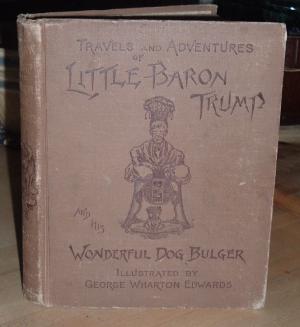 TRAVELS AND ADVENTURES
OF
LITTLE BARON
TRUMP
AND HIS
WONDERFUL DOG BULGER
ILLUSTRATED BY
GEORGE WHARTON EDWARDS